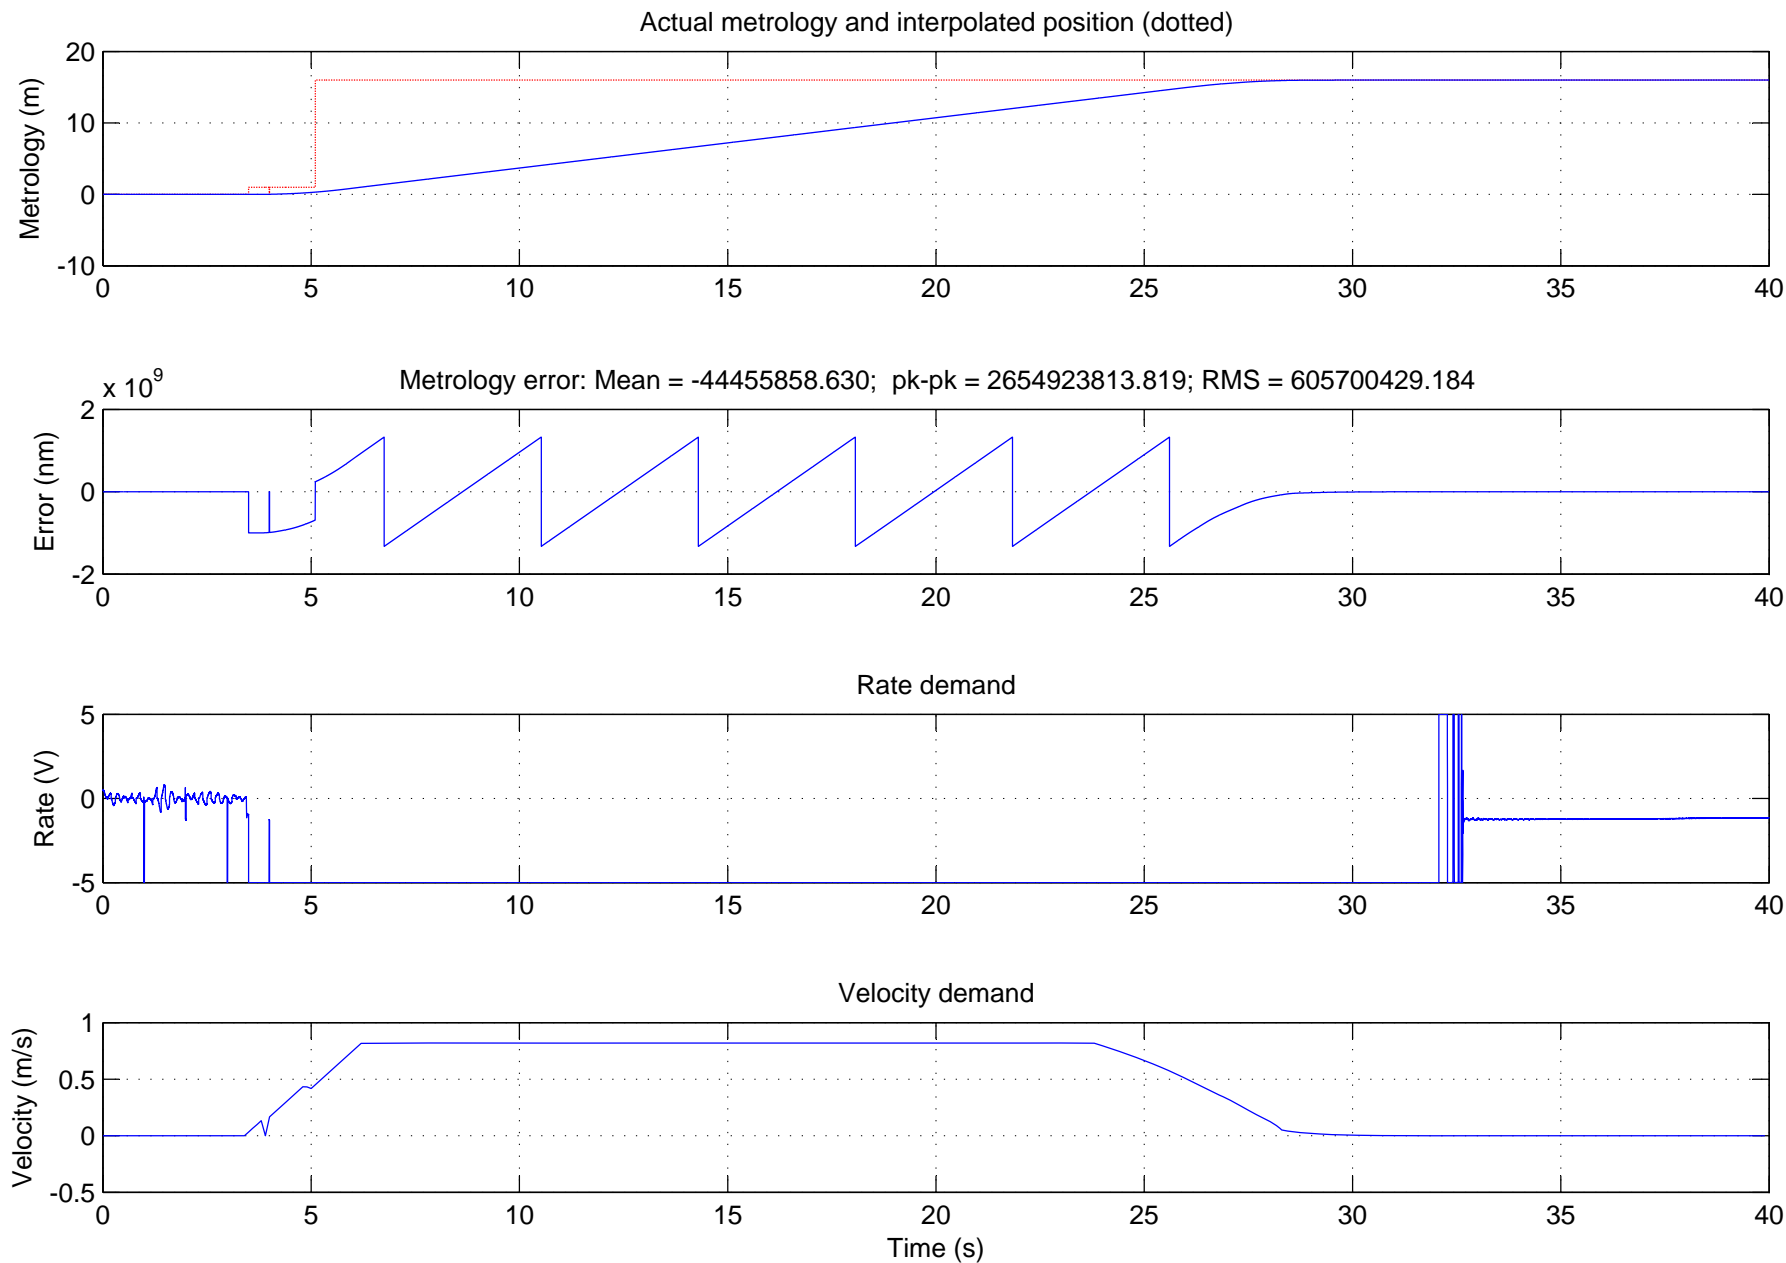 Actual metrology and interpolated position (dotted)
Metrology (m)
20
10
0
-10
0 5 10 15 20 25 30 35 40
x 10^9
Metrology error: Mean = -44455858.630;  pk-pk = 2654923813.819; RMS = 605700429.184
Error (nm)
2
0
-2
0 5 10 15 20 25 30 35 40
Rate demand
Rate (V)
5
0
-5
0 5 10 15 20 25 30 35 40
Velocity demand
Velocity (m/s)
1
0.5
0
-0.5
0 5 10 15 20 25 30 35 40
Time (s)